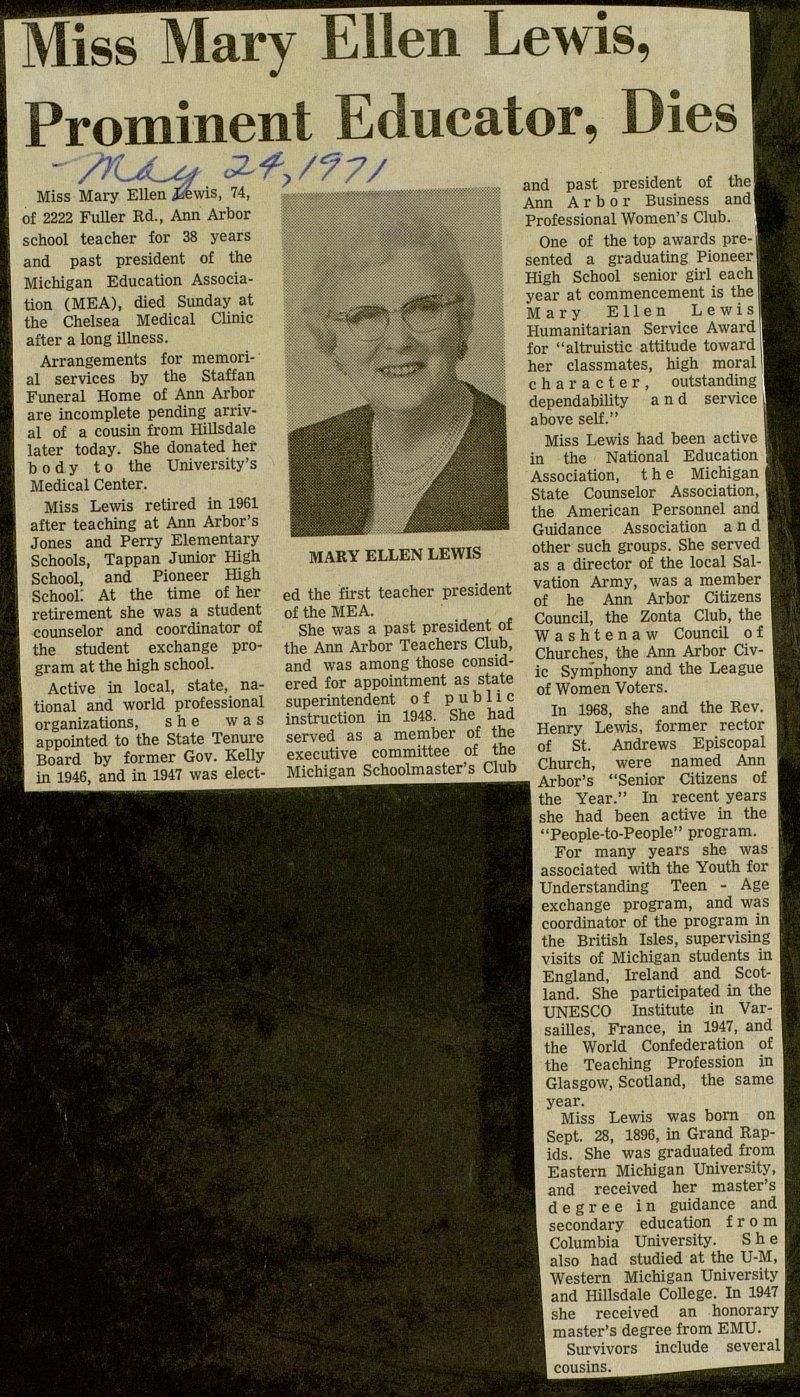 Miss Mary Ellen Lewis,
Prominent Educator, Dies
May 24, 1971
Miss Mary Ellen Lewis, 74,
of 2222 Fuller Rd., Ann Arbor
school teacher for 38 years
and past president of the
Michigan Education Associa-
tion (MEA), died Sunday at
the Chelsea Medical Clinic
after a long illness.
Arrangements for memori-
al services by the Staffan
Funeral Home of Ann Arbor
are incomplete pending arriv-
al of a cousin from Hillsdale
later today. She donated her
body to the University's
Medical Center.
Miss Lewis retired in 1961
after teaching at Ann Arbor's
Jones and Perry Elementary
Schools, Tappan Junior High
School, and Pioneer High
School. At the time of her
retirement she was a student
counselor and coordinator of
the student exchange pro-
gram at the high school.
Active in local, state, na-
tional and world professional
organizations, she was
appointed to the State Tenure
Board by former Gov. Kelly
in 1946, and in 1947 was elect-
MARY ELLEN LEWIS
ed the first teacher president
of the MEA.
She was a past president of
the Ann Arbor Teachers Club,
and was among those consid-
ered for appointment as state
superintendent of public
instruction in 1948. She had
served as a member of the
executive committee of the
Michigan Schoolmaster's Club
and past president of the
Ann Arbor Business and
Professional Women's Club.
One of the top awards pre-
sented a graduating Pioneer
High School senior girl each
year at commencement is the
Mary Ellen Lewis
Humanitarian Service Award
for "altruistic attitude toward
her classmates, high moral
character, outstanding
dependability and service
above self."
Miss Lewis had been active
in the National Education
Association, the Michigan
State Counselor Association,
the American Personnel and
Guidance Association and
other such groups. She served
as a director of the local Sal-
vation Army, was a member
of he Ann Arbor Citizens
Council, the Zonta Club, the
Washtenaw Council of
Churches, the Ann Arbor Civ-
ic Symphony and the League
of Women Voters.
In 1968, she and the Rev.
Henry Lewis, former rector
of St. Andrews Episcopal
Church, were named Ann
Arbor's "Senior Citizens of
the Year." In recent years
she had been active in the
"People-to-People" program.
For many years she was
associated with the Youth for
Understanding Teen - Age
exchange program, and was
coordinator of the program in
the British Isles, supervising
visits of Michigan students in
England, Ireland and Scot-
land. She participated in the
UNESCO Institute in Var-
sailles, France, in 1947, and
the World Confederation of
the Teaching Profession in
Glasgow, Scotland, the same
year.
Miss Lewis was born on
Sept. 28, 1896, in Grand Rap-
ids. She was graduated from
Eastern Michigan University,
and received her master's
degree in guidance and
secondary education from
Columbia University. She
also had studied at the U-M,
Western Michigan University
and Hillsdale College. In 1947
she received an honorary
master's degree from EMU.
Survivors include several
cousins.